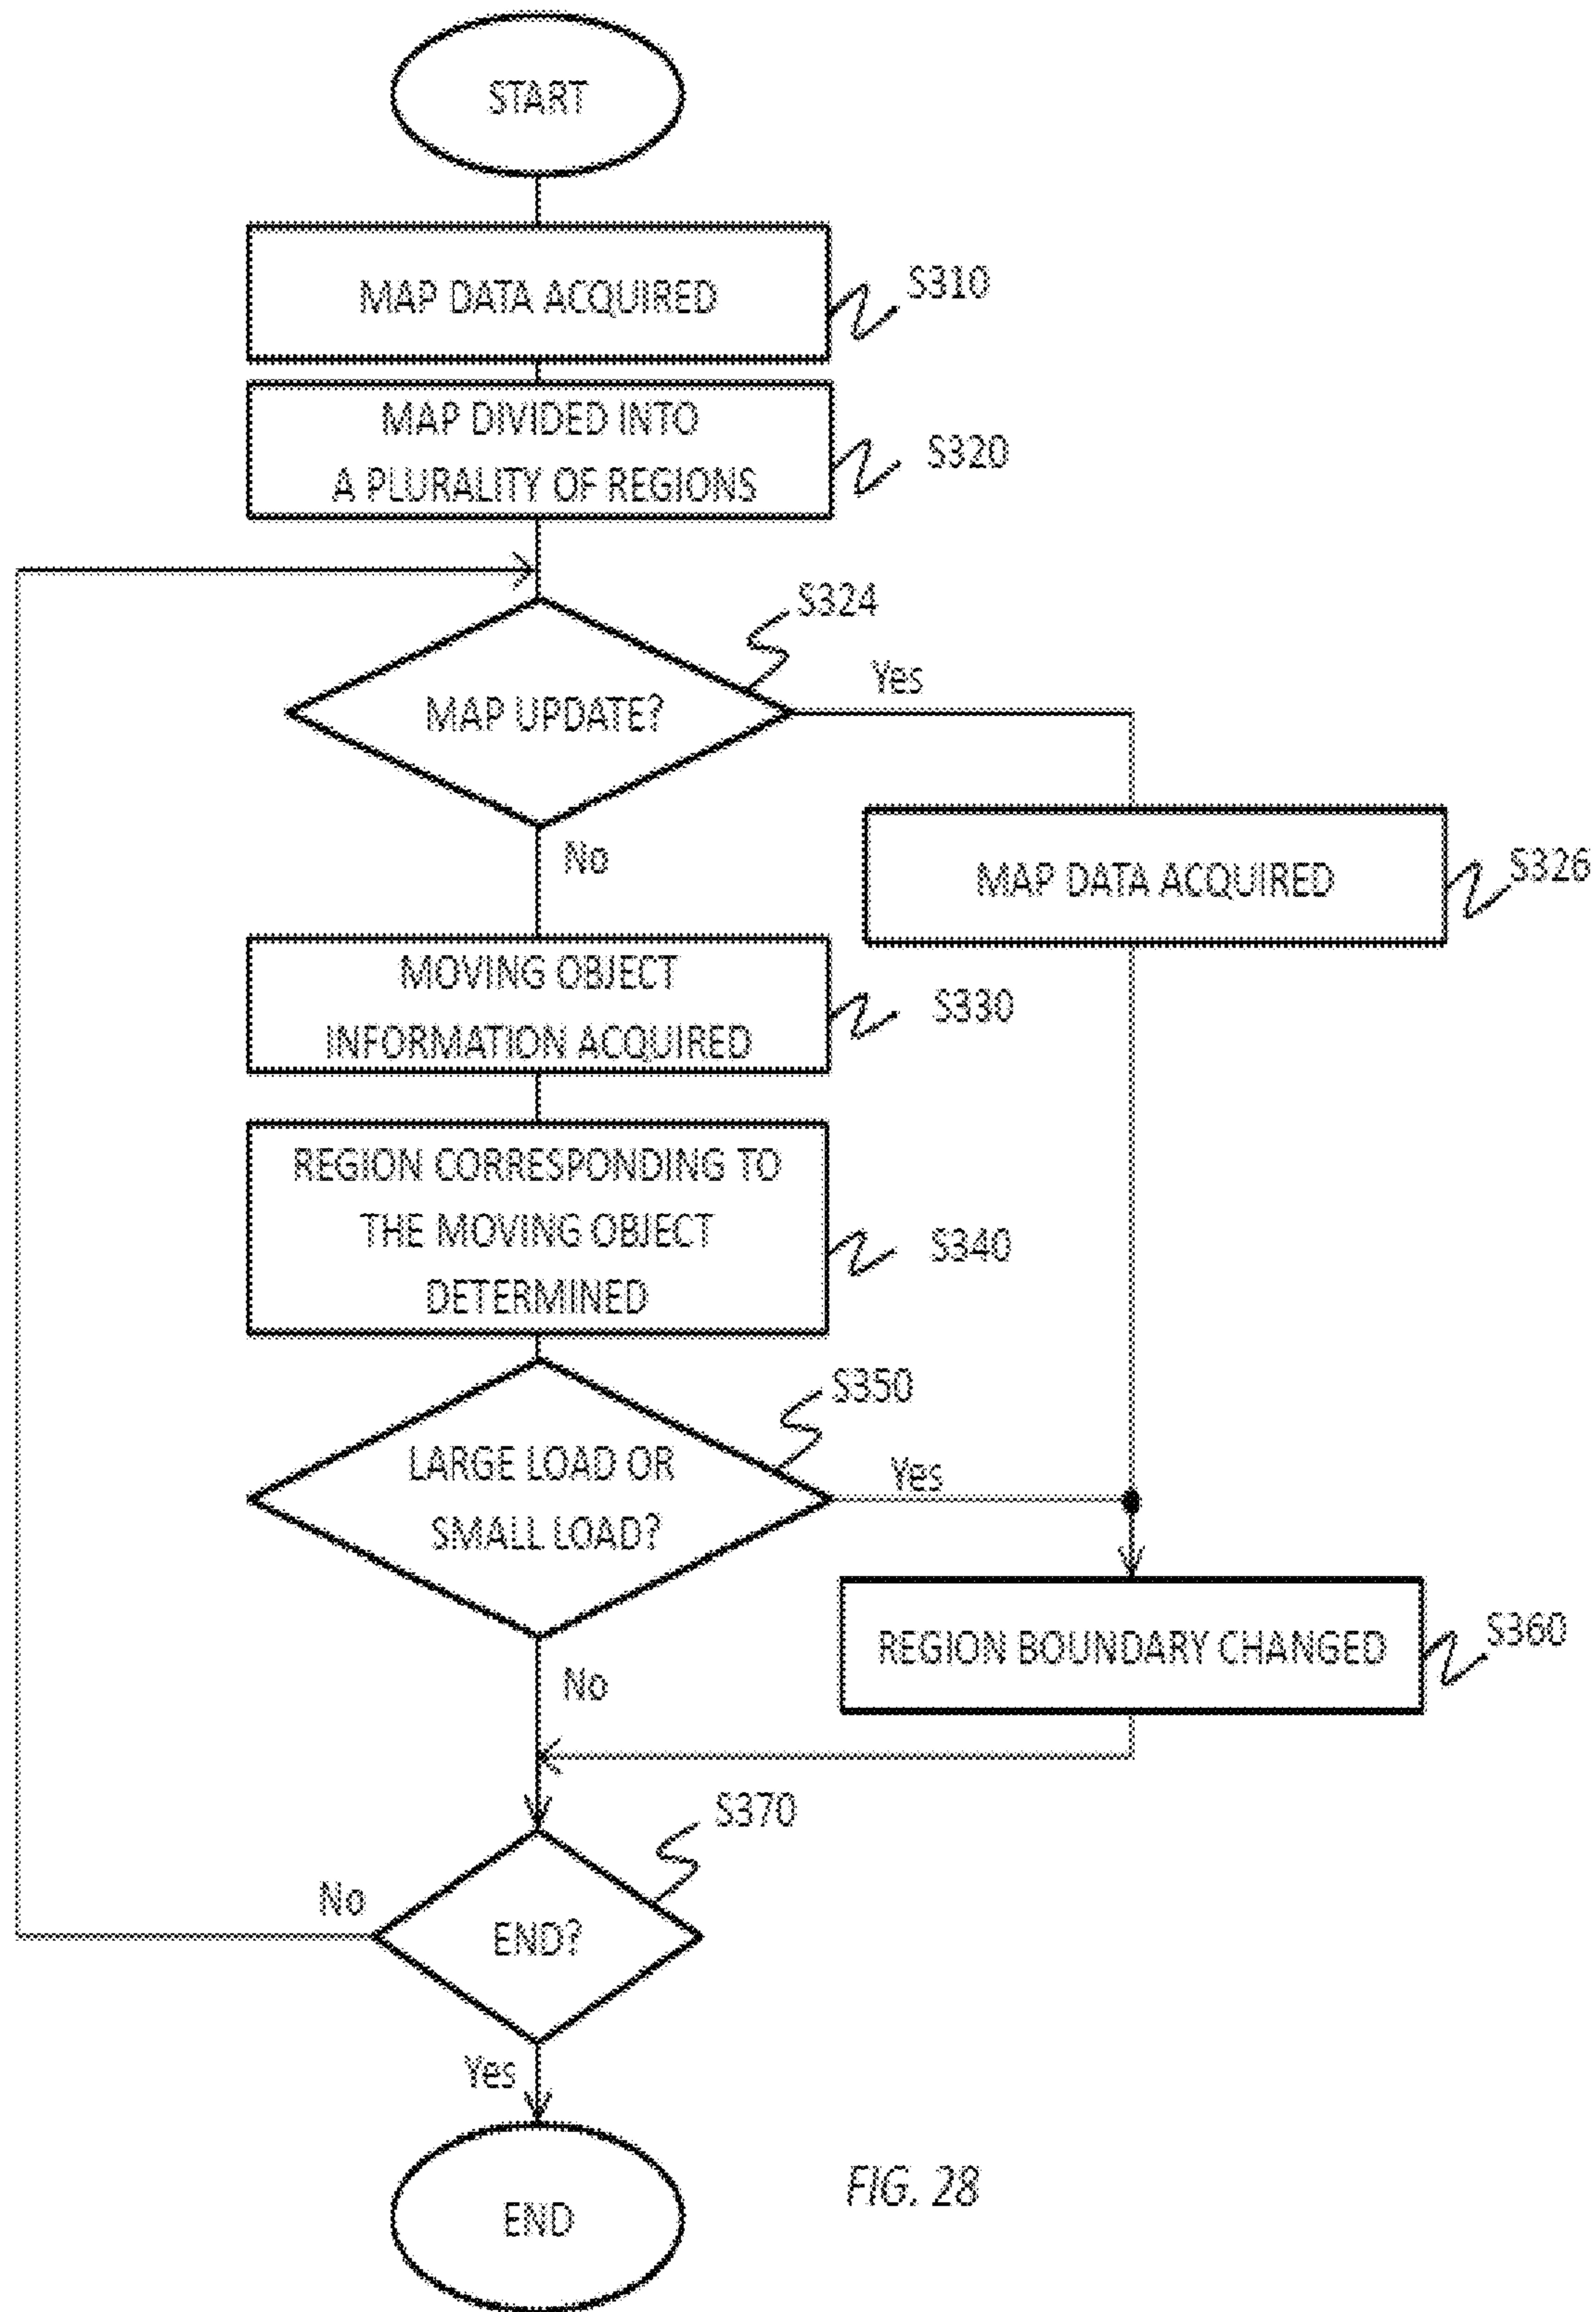 START
MAP DATA ACQUIRED
S310
MAP DIVIDED INTO
A PLURALITY OF REGIONS
S320
S324
MAP UPDATE?
Yes
No
MAP DATA ACQUIRED
S326
MOVING OBJECT
INFORMATION ACQUIRED
S330
REGION CORRESPONDING TO
THE MOVING OBJECT
DETERMINED
S340
S350
LARGE LOAD OR
SMALL LOAD?
Yes
No
REGION BOUNDARY CHANGED
S360
S370
END?
No
Yes
END
FIG. 28